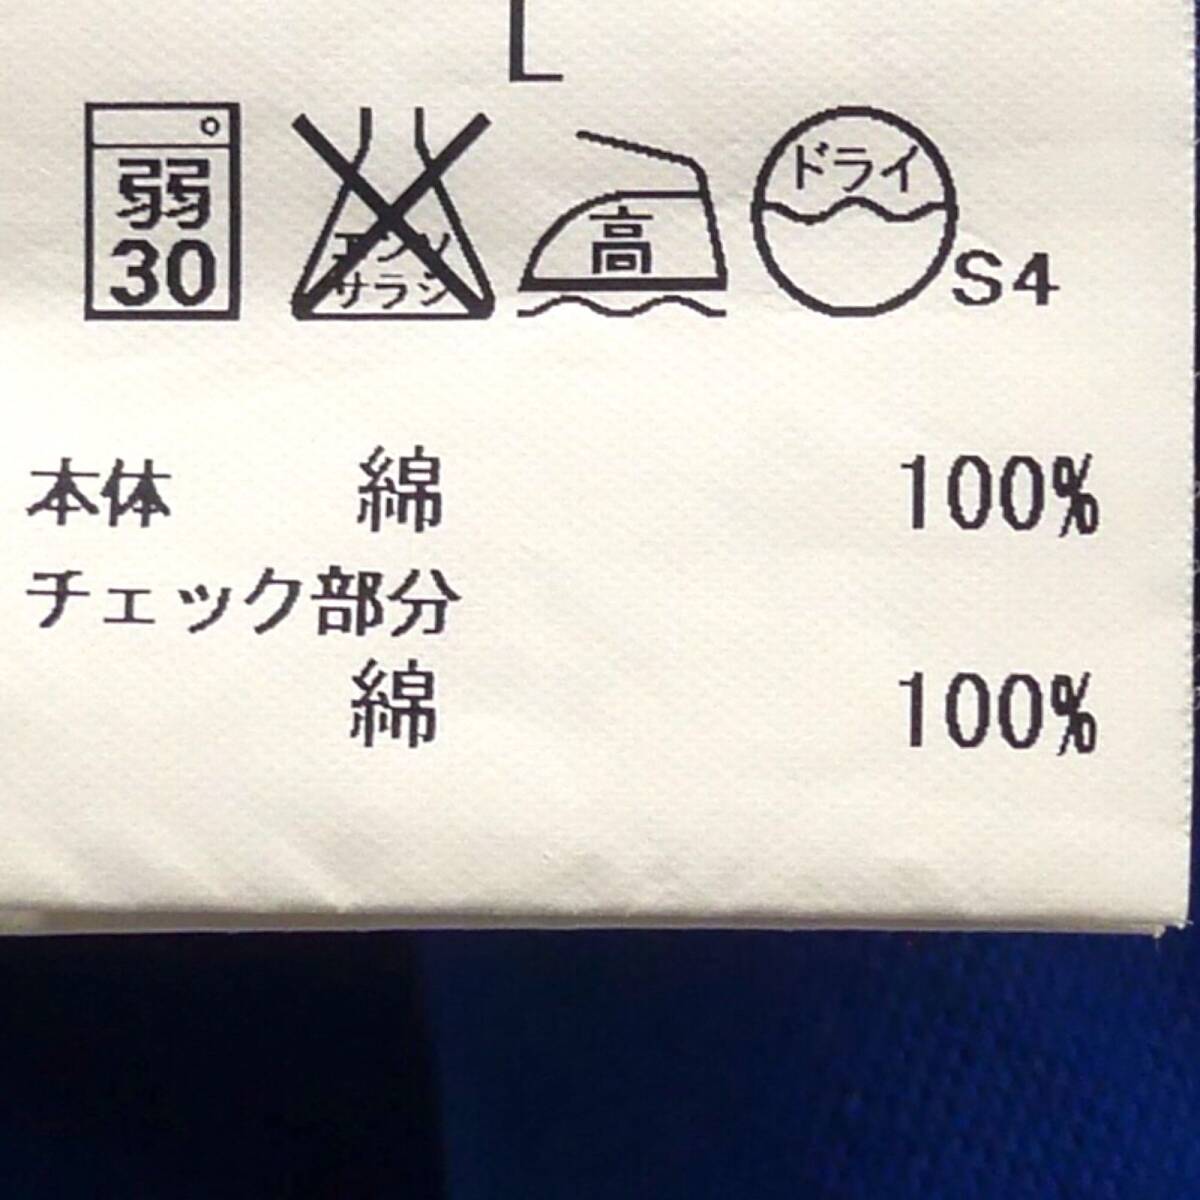 L
弱 エンソ 高 ドライ
30 サラシ S4
本体 綿 100%
チェック部分
綿 100%